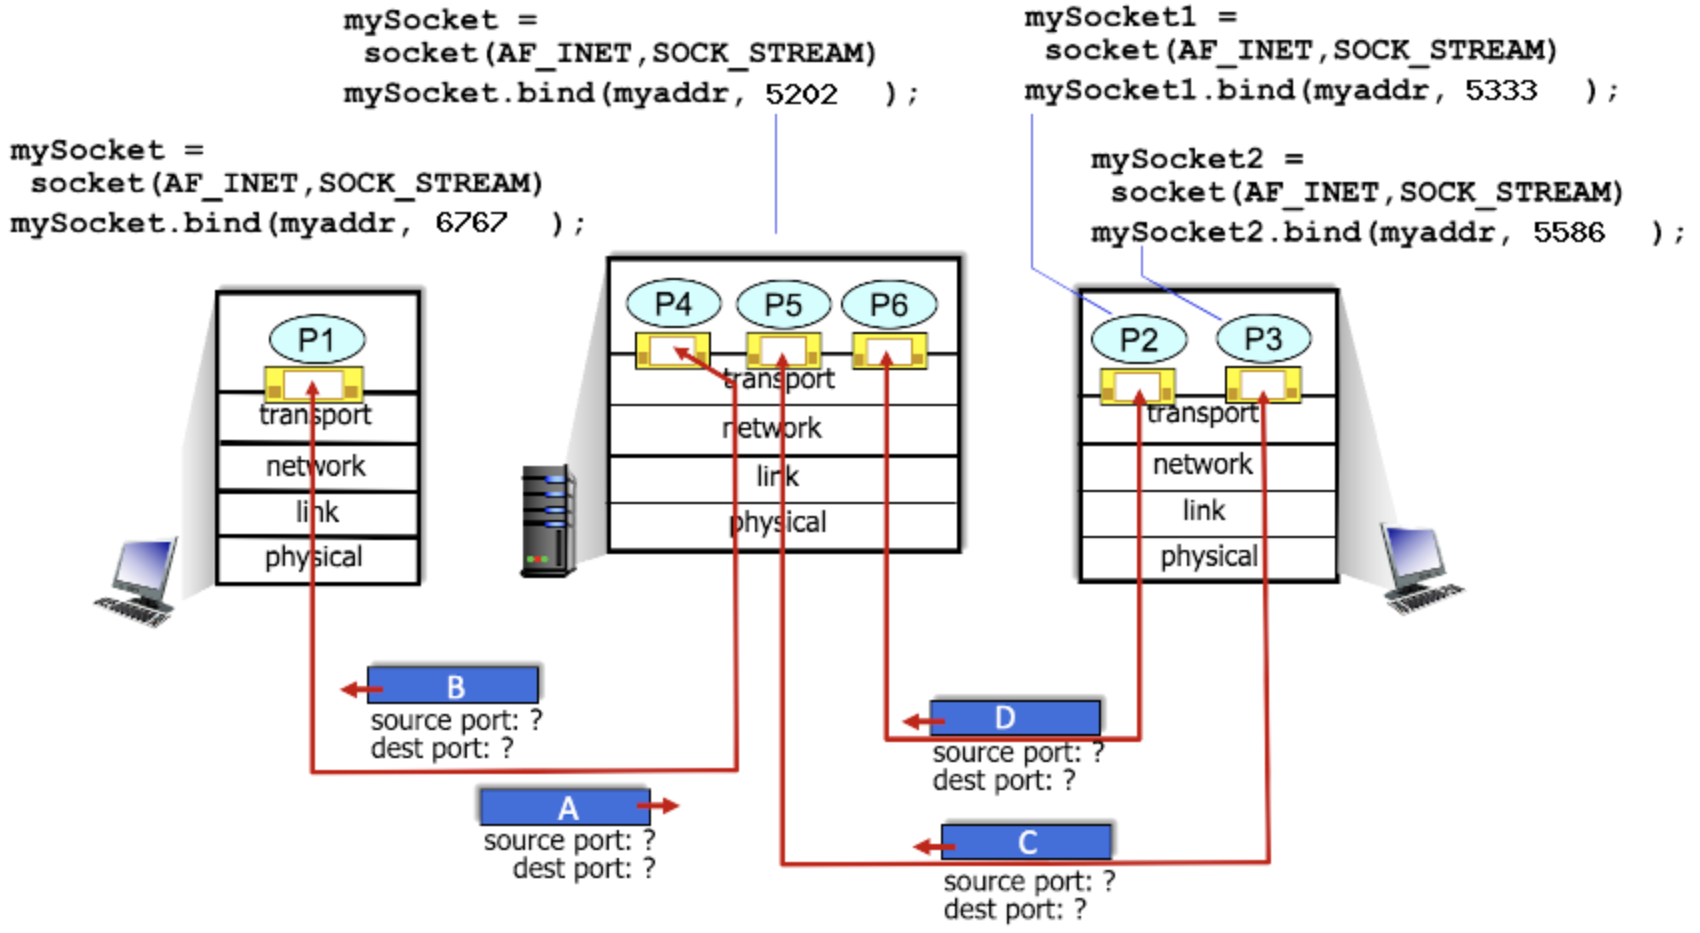 mySocket =
socket(AF_INET,SOCK_STREAM)
mySocket.bind(myaddr, 5202 );
mySocket1 =
socket(AF_INET,SOCK_STREAM)
mySocket1.bind(myaddr, 5333 );
mySocket =
socket(AF_INET,SOCK_STREAM)
mySocket.bind(myaddr, 6767 );
mySocket2 =
socket(AF_INET,SOCK_STREAM)
mySocket2.bind(myaddr, 5586 );
P1
transport
network
link
physical
P4 P5 P6
transport
network
link
physical
P2 P3
transport
network
link
physical
B
source port: ?
dest port: ?
A
source port: ?
dest port: ?
D
source port: ?
dest port: ?
C
source port: ?
dest port: ?